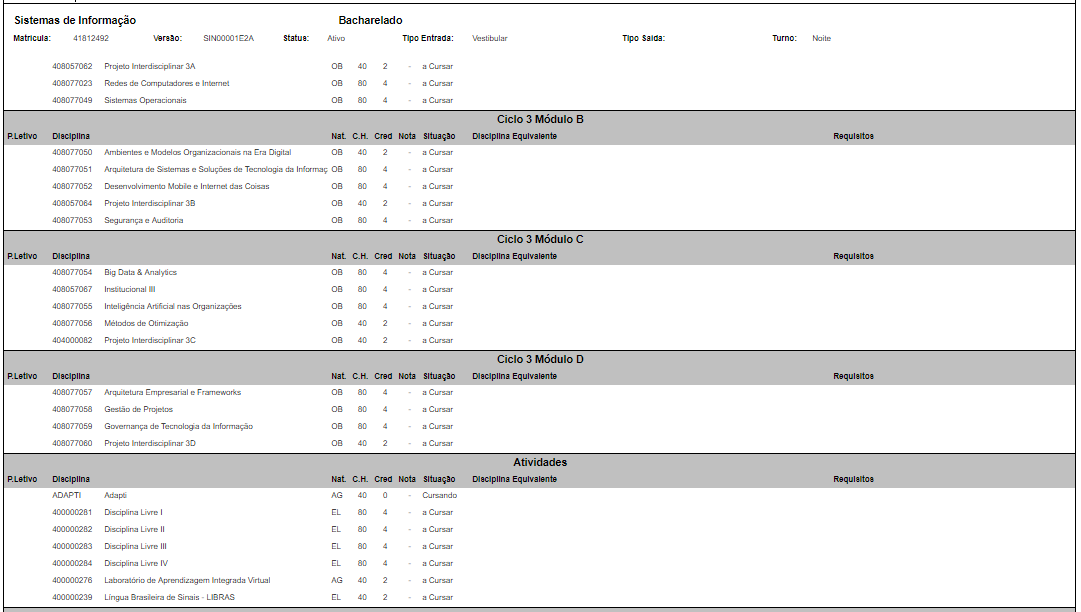 Sistemas de Informação Bacharelado
Matrícula: 41812492 Versão: SIN00001E2A Status: Ativo Tipo Entrada: Vestibular Tipo Saída: Turno: Noite
408057062 Projeto Interdisciplinar 3A OB 40 2 - a Cursar
408077023 Redes de Computadores e Internet OB 80 4 - a Cursar
408077049 Sistemas Operacionais OB 80 4 - a Cursar
Ciclo 3 Módulo B
P.Letivo Disciplina Nat. C.H. Cred Nota Situação Disciplina Equivalente Requisitos
408077050 Ambientes e Modelos Organizacionais na Era Digital OB 40 2 - a Cursar
408077051 Arquitetura de Sistemas e Soluções de Tecnologia da Informaç OB 80 4 - a Cursar
408077052 Desenvolvimento Mobile e Internet das Coisas OB 80 4 - a Cursar
408057064 Projeto Interdisciplinar 3B OB 40 2 - a Cursar
408077053 Segurança e Auditoria OB 80 4 - a Cursar
Ciclo 3 Módulo C
P.Letivo Disciplina Nat. C.H. Cred Nota Situação Disciplina Equivalente Requisitos
408077054 Big Data & Analytics OB 80 4 - a Cursar
408057067 Institucional III OB 80 4 - a Cursar
408077055 Inteligência Artificial nas Organizações OB 80 4 - a Cursar
408077056 Métodos de Otimização OB 40 2 - a Cursar
404000082 Projeto Interdisciplinar 3C OB 40 2 - a Cursar
Ciclo 3 Módulo D
P.Letivo Disciplina Nat. C.H. Cred Nota Situação Disciplina Equivalente Requisitos
408077057 Arquitetura Empresarial e Frameworks OB 80 4 - a Cursar
408077058 Gestão de Projetos OB 80 4 - a Cursar
408077059 Governança de Tecnologia da Informação OB 80 4 - a Cursar
408077060 Projeto Interdisciplinar 3D OB 40 2 - a Cursar
Atividades
P.Letivo Disciplina Nat. C.H. Cred Nota Situação Disciplina Equivalente Requisitos
ADAPTI Adapti AG 40 0 - Cursando
400000281 Disciplina Livre I EL 80 4 - a Cursar
400000282 Disciplina Livre II EL 80 4 - a Cursar
400000283 Disciplina Livre III EL 80 4 - a Cursar
400000284 Disciplina Livre IV EL 80 4 - a Cursar
400000276 Laboratório de Aprendizagem Integrada Virtual AG 40 2 - a Cursar
400000239 Língua Brasileira de Sinais - LIBRAS EL 40 2 - a Cursar